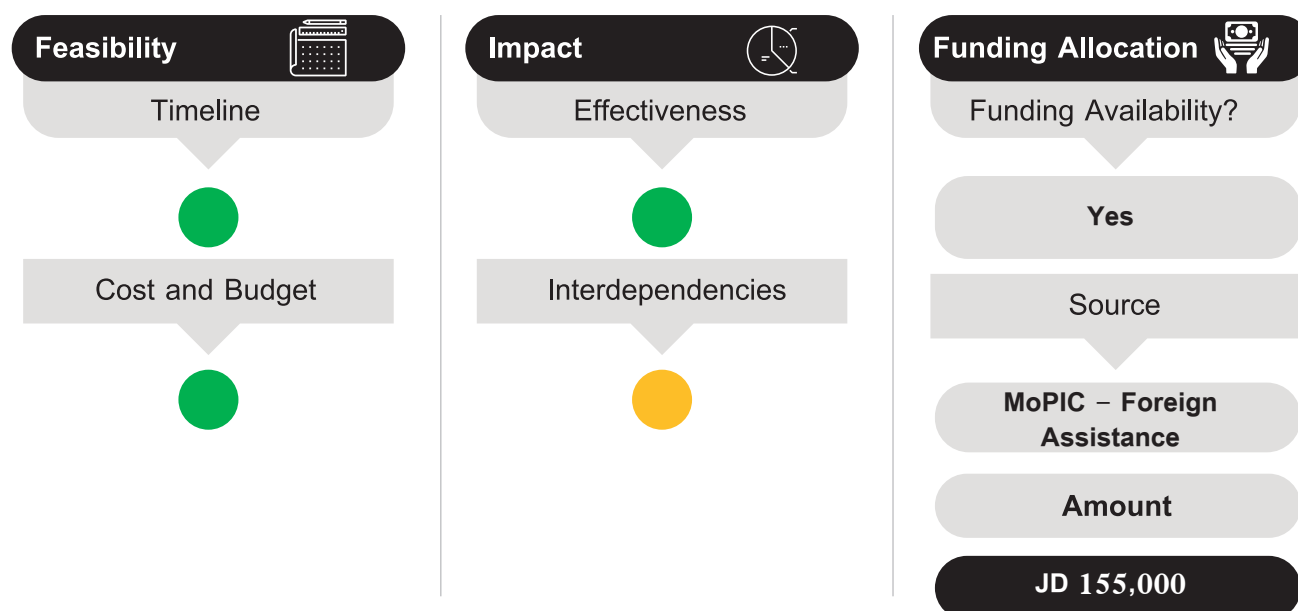 Feasibility
Timeline
Cost and Budget
Impact
Effectiveness
Interdependencies
Funding Allocation
Funding Availability?
Yes
Source
MoPIC – Foreign
Assistance
Amount
JD 155,000